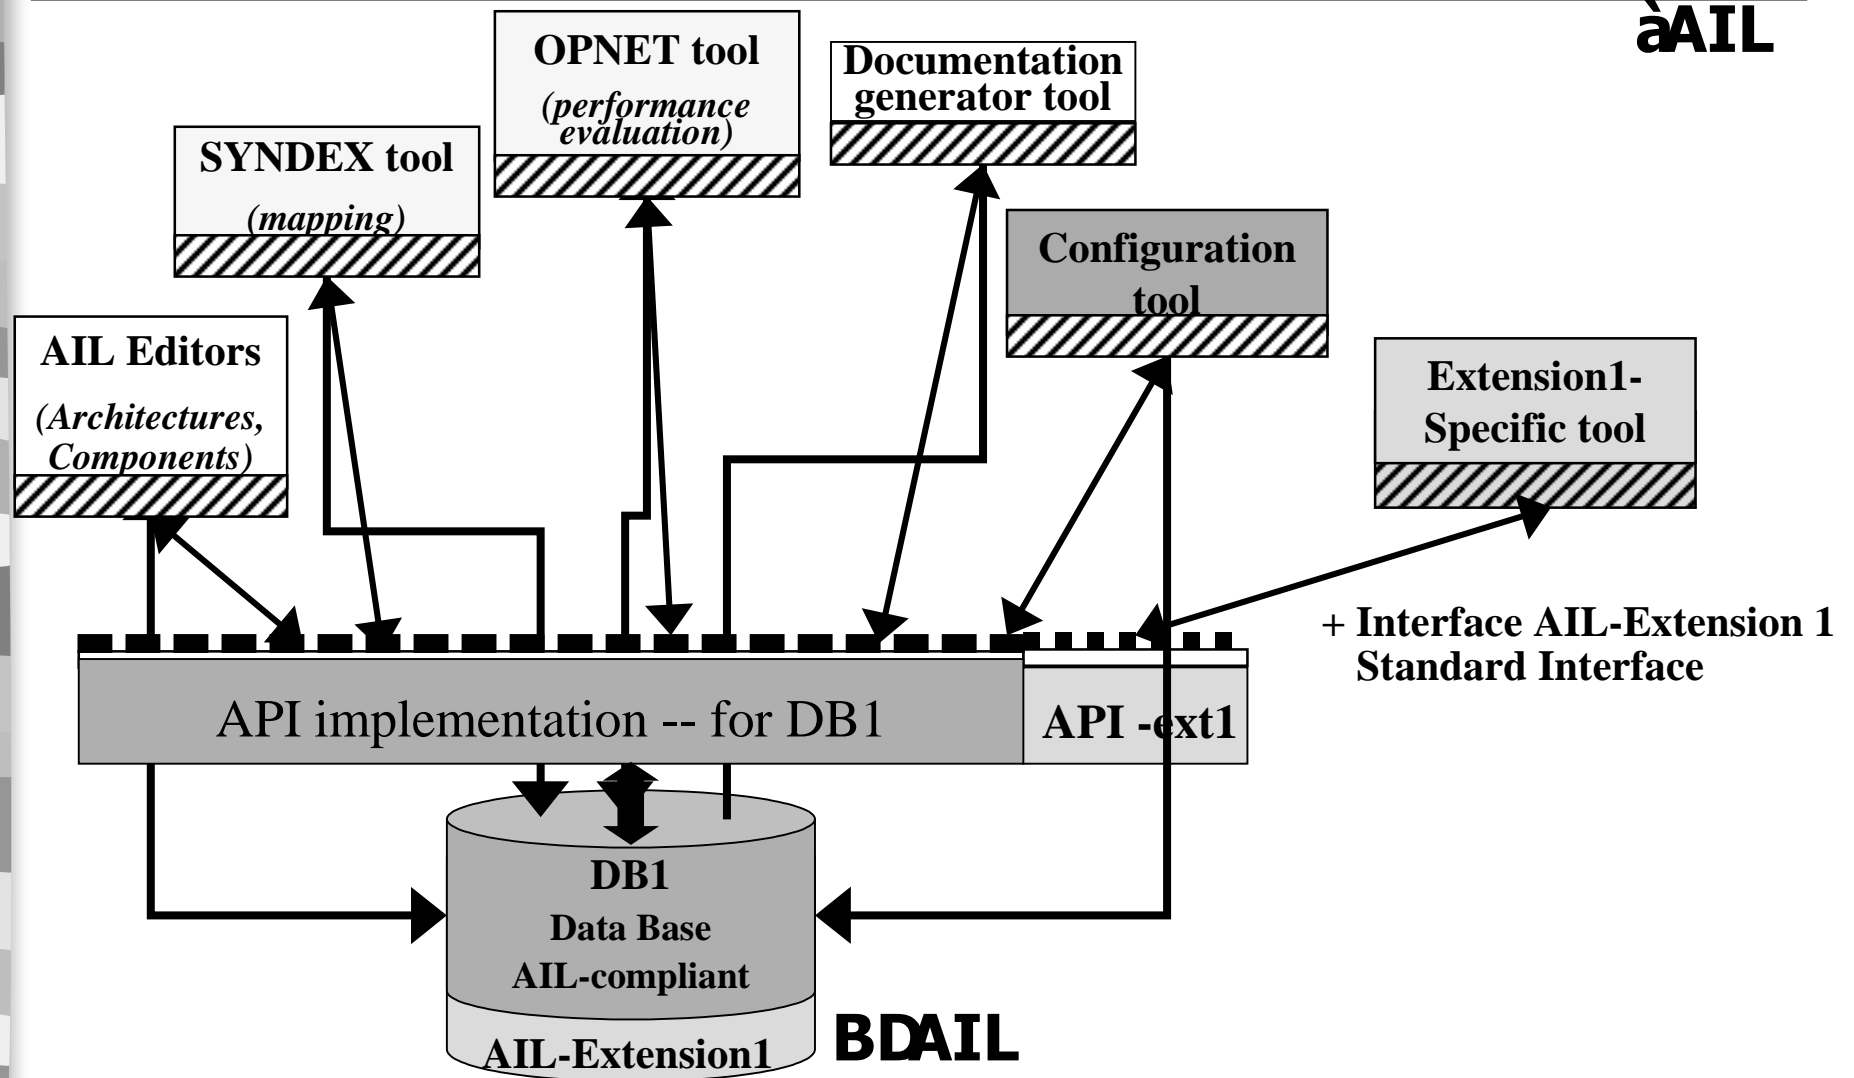 àAIL
OPNET tool
(performance
evaluation)
Documentation
generator tool
SYNDEX tool
(mapping)
Configuration
tool
AIL Editors
(Architectures,
Components)
Extension1-
Specific tool
+ Interface AIL-Extension 1
Standard Interface
API implementation -- for DB1
API -ext1
DB1
Data Base
AIL-compliant
AIL-Extension1
BDAIL